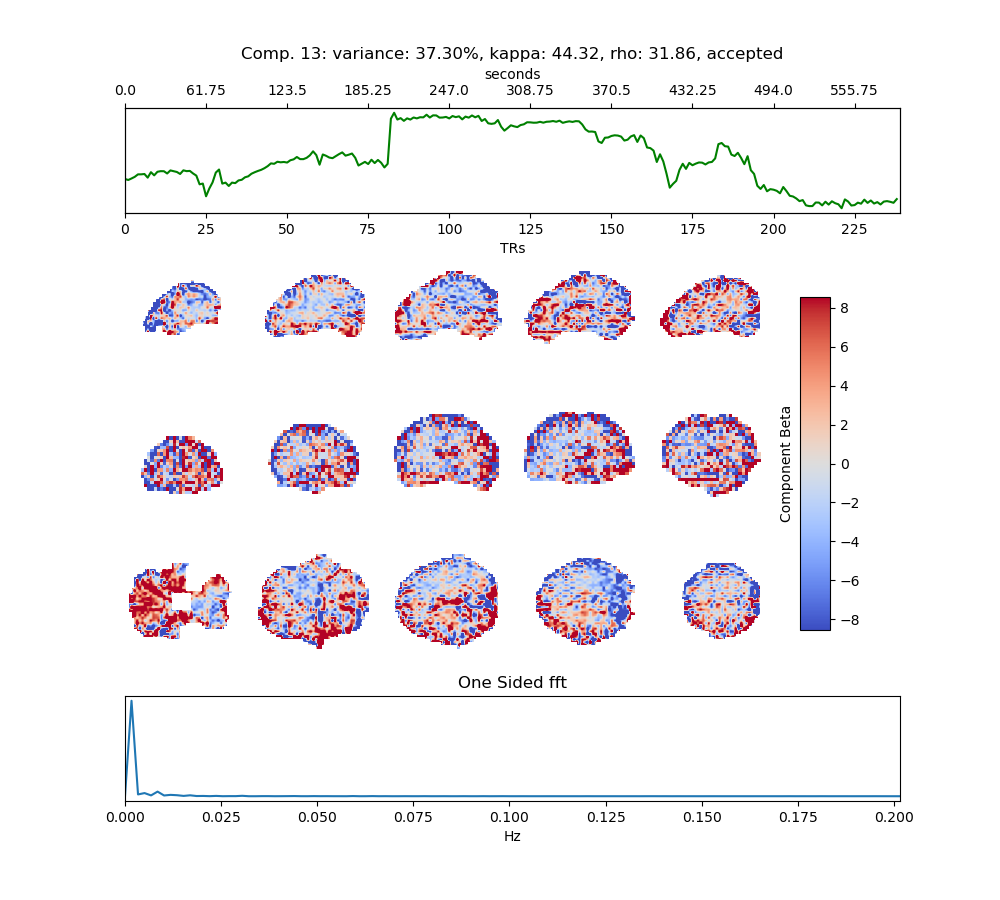 Comp. 13: variance: 37.30%, kappa: 44.32, rho: 31.86, accepted
seconds
0.0 61.75 123.5 185.25 247.0 308.75 370.5 432.25 494.0 555.75
0 25 50 75 100 125 150 175 200 225
TRs
8
6
4
2
0
−2
−4
−6
−8
Component Beta
One Sided fft
0.000 0.025 0.050 0.075 0.100 0.125 0.150 0.175 0.200
Hz